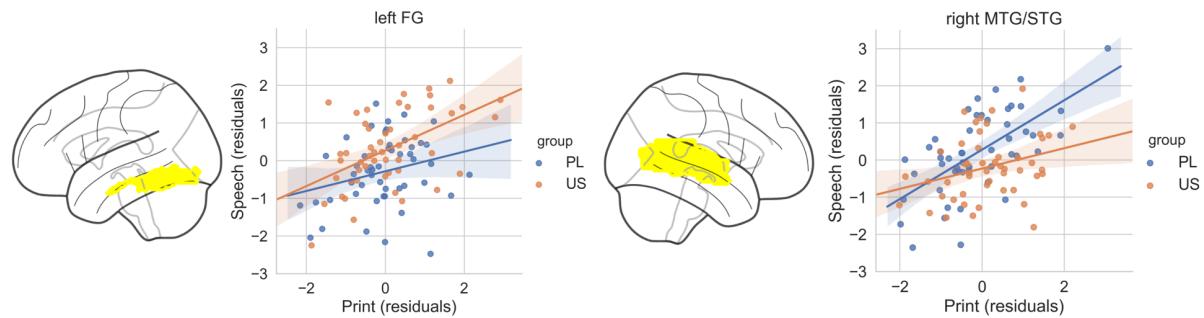 left FG
Speech (residuals)
3
2
1
0
−1
−2
−3
−2
0
2
Print (residuals)
group
PL
US
right MTG/STG
Speech (residuals)
3
2
1
0
−1
−2
−3
−2
0
2
Print (residuals)
group
PL
US